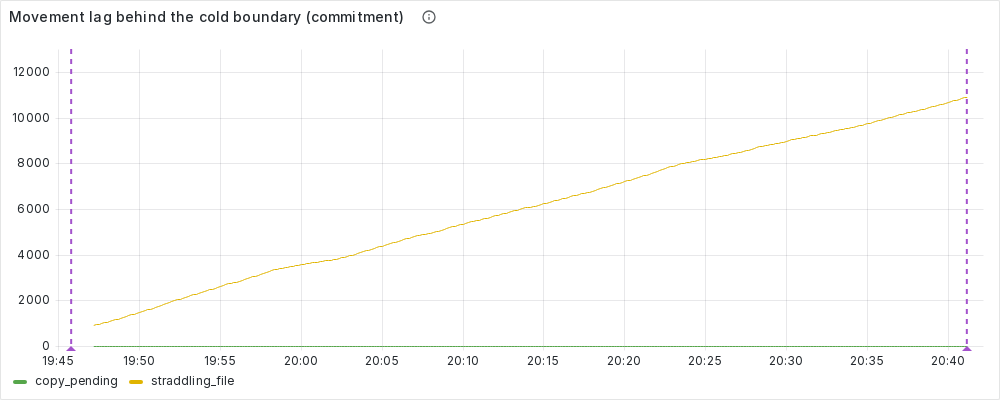 Movement lag behind the cold boundary (commitment)
12000
10000
8000
6000
4000
2000
0
19:45 19:50 19:55 20:00 20:05 20:10 20:15 20:20 20:25 20:30 20:35 20:40
copy_pending straddling_file